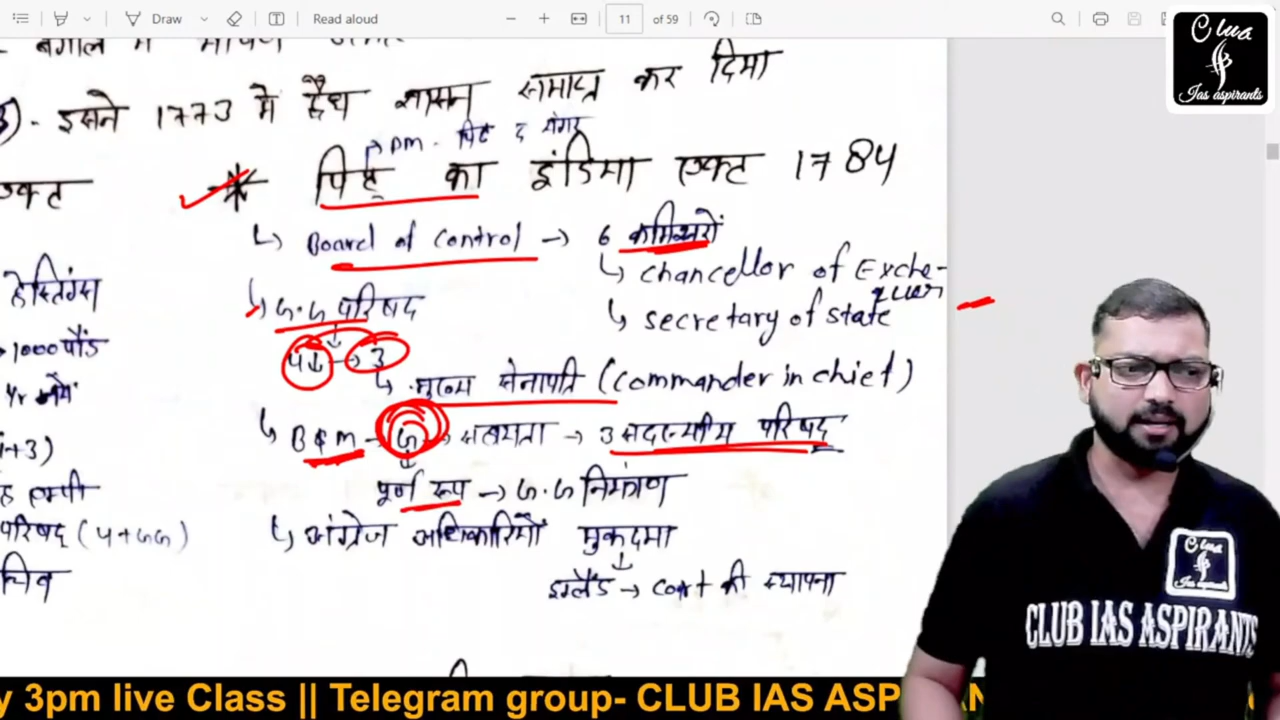 Draw
Read aloud
11 of 59
Clua
Ias aspirants
इसने 1773 मे द्वैध शासन समाप्त कर दिया
PM - पिट द यंगर
एक्ट
पिट्ट का इंडिया एक्ट 1784
Board of control → 6 कमिश्नरों
chancellor of Exchequer
हेस्टिंग्स
G.G परिषद
secretary of state
1000 पौंड
4 → 3
मुख्य सेनापति (Commander in chief)
B & M - G → सहायता → 3 सदस्यीय परिषद्
पूर्ण रूप → G.G नियंत्रण
परिषद् (4+GG)
अंग्रेज अधिकारियों मुकदमा
इंग्लैंड → Court की स्थापना
CLUB IAS ASPIRANTS
y 3pm live Class || Telegram group- CLUB IAS ASP